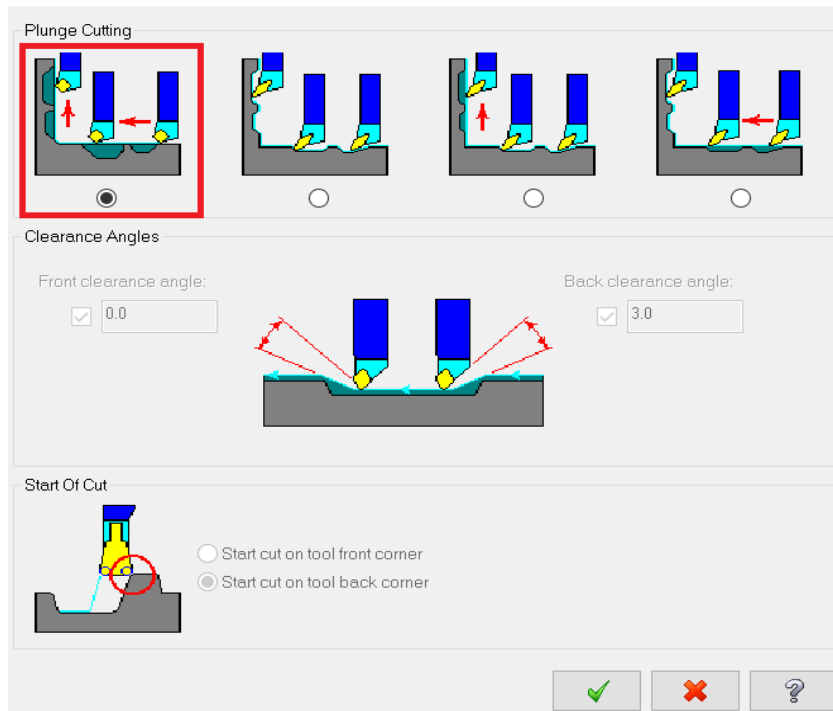 Plunge Cutting
Clearance Angles
Front clearance angle:
Back clearance angle:
0.0
3.0
Start Of Cut
Start cut on tool front corner
Start cut on tool back corner